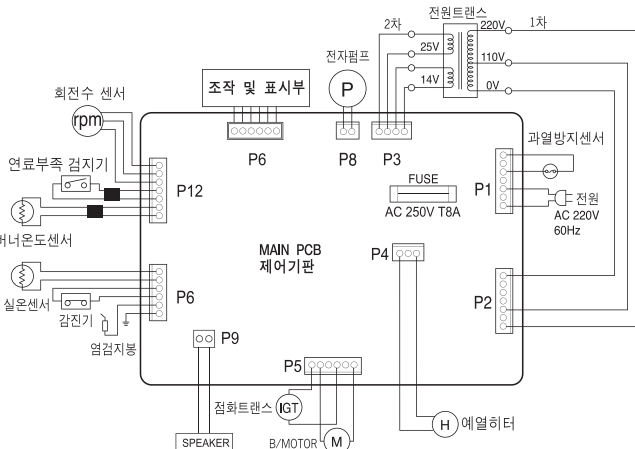 전원트랜스
2차
220V
1차
전자펌프
25V
110V
조작 및 표시부
P
14V
0V
회전수 센서
rpm
P6
P8
P3
과열방지센서
연료부족 검지기
P12
FUSE
P1
전원
AC 250V T8A
AC 220V
60Hz
버너온도센서
MAIN PCB
제어기판
P4
실온센서
P6
P2
감진기
염검지봉
P9
P5
점화트랜스
IGT
H
예열히터
SPEAKER
B/MOTOR
M